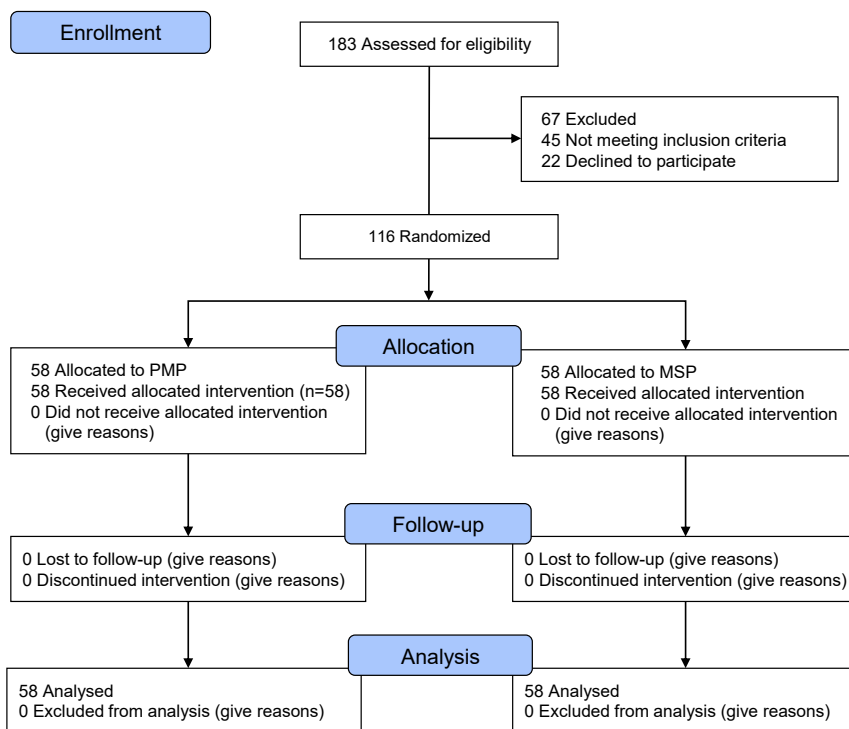 Enrollment
183 Assessed for eligibility
67 Excluded
45 Not meeting inclusion criteria
22 Declined to participate
116 Randomized
Allocation
58 Allocated to PMP
58 Received allocated intervention (n=58)
0 Did not receive allocated intervention
(give reasons)
58 Allocated to MSP
58 Received allocated intervention
0 Did not receive allocated intervention
(give reasons)
Follow-up
0 Lost to follow-up (give reasons)
0 Discontinued intervention (give reasons)
0 Lost to follow-up (give reasons)
0 Discontinued intervention (give reasons)
Analysis
58 Analysed
0 Excluded from analysis (give reasons)
58 Analysed
0 Excluded from analysis (give reasons)